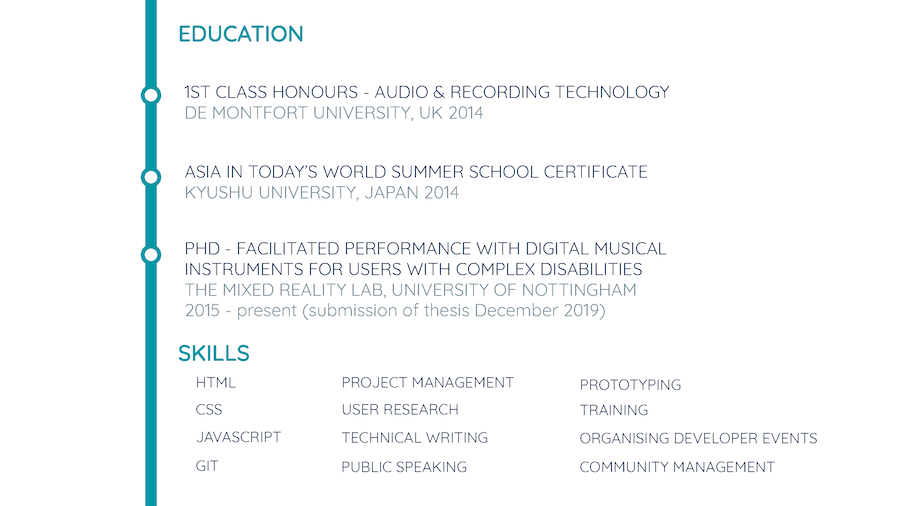 EDUCATION
1ST CLASS HONOURS - AUDIO & RECORDING TECHNOLOGY
DE MONTFORT UNIVERSITY, UK 2014
ASIA IN TODAY'S WORLD SUMMER SCHOOL CERTIFICATE
KYUSHU UNIVERSITY, JAPAN 2014
PHD - FACILITATED PERFORMANCE WITH DIGITAL MUSICAL
INSTRUMENTS FOR USERS WITH COMPLEX DISABILITIES
THE MIXED REALITY LAB, UNIVERSITY OF NOTTINGHAM
2015 - present (submission of thesis December 2019)
SKILLS
HTML
CSS
JAVASCRIPT
GIT
PROJECT MANAGEMENT
USER RESEARCH
TECHNICAL WRITING
PUBLIC SPEAKING
PROTOTYPING
TRAINING
ORGANISING DEVELOPER EVENTS
COMMUNITY MANAGEMENT